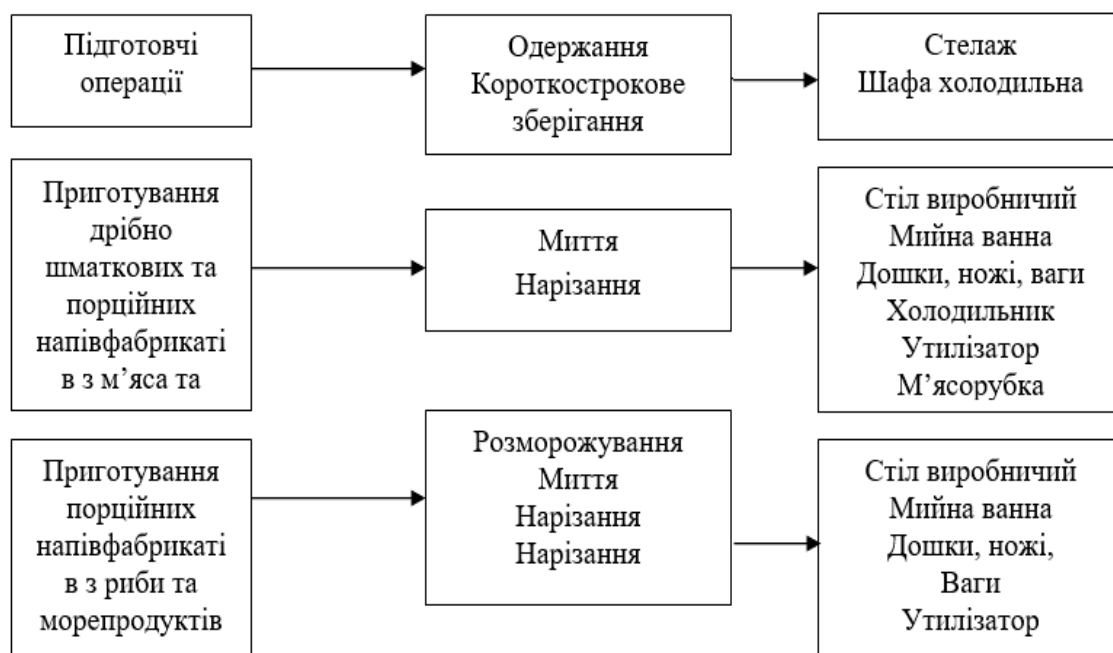 Підготовчі
операції
Одержання
Короткострокове
зберігання
Стелаж
Шафа холодильна
Приготування
дрібно
шматкових та
порційних
напівфабрикаті
в з м’яса та
Миття
Нарізання
Стіл виробничий
Мийна ванна
Дошки, ножі, ваги
Холодильник
Утилізатор
М’ясорубка
Приготування
порційних
напівфабрикаті
в з риби та
морепродуктів
Розморожування
Миття
Нарізання
Нарізання
Стіл виробничий
Мийна ванна
Дошки, ножі,
Ваги
Утилізатор